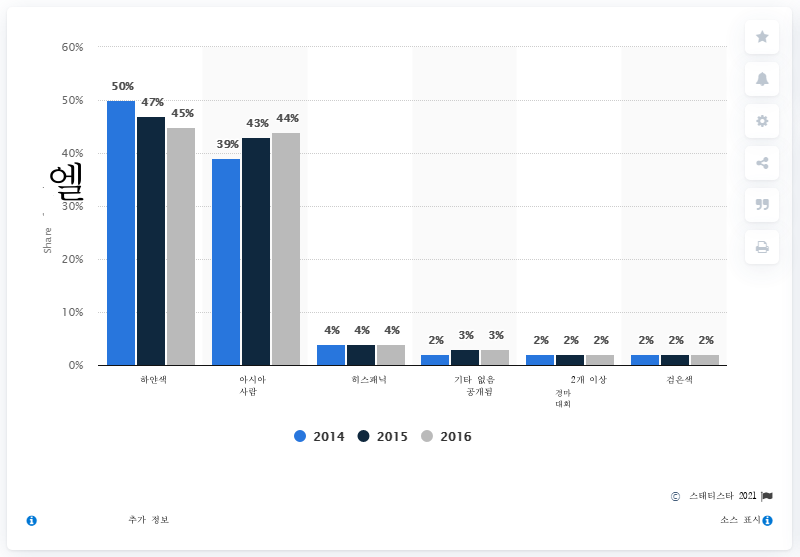 60%
50%
40%
30%
20%
10%
0%
엘
Share
50% 47% 45%
39% 43% 44%
4% 4% 4%
2% 3% 3%
2% 2% 2%
2% 2% 2%
하얀색
아시아
사람
히스패닉
기타 없음
공개됨
2개 이상
경마
대회
검은색
2014 2015 2016
© 스태티스타 2021
추가 정보
소스 표시